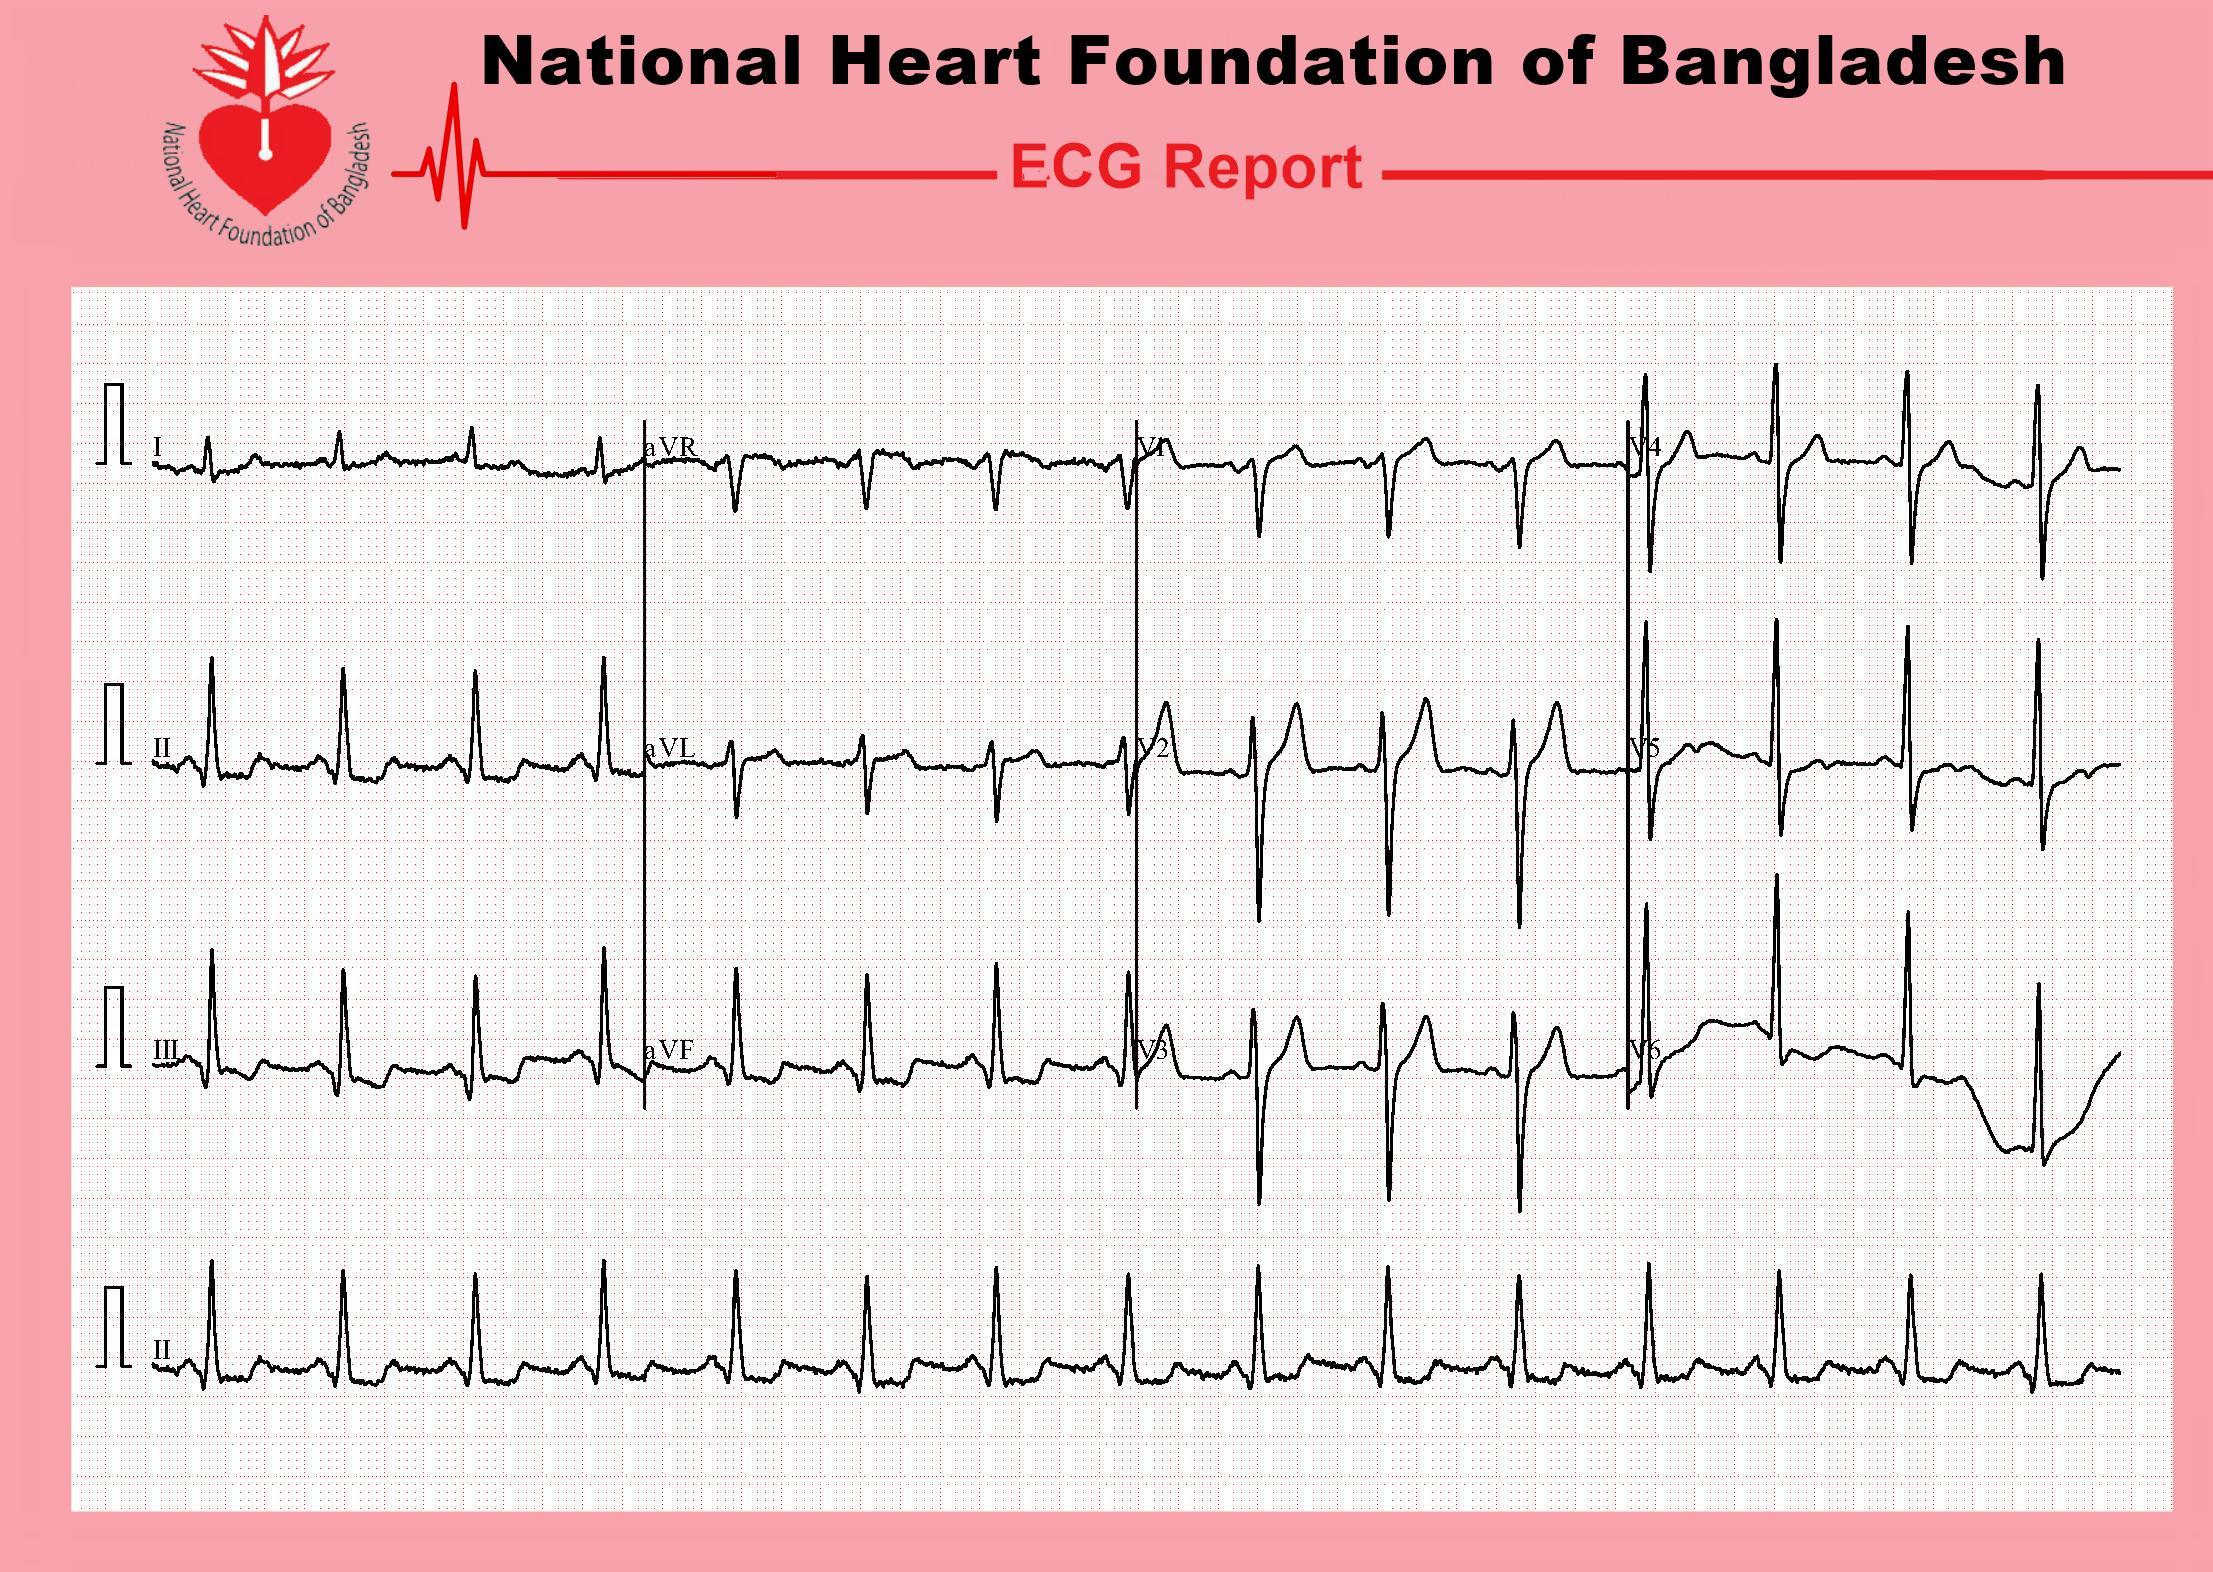 National Heart Foundation of Bangladesh
National Heart Foundation of Bangladesh
ECG Report
I
aVR
V1
V4
II
aVL
V2
V5
III
aVF
V3
V6
II